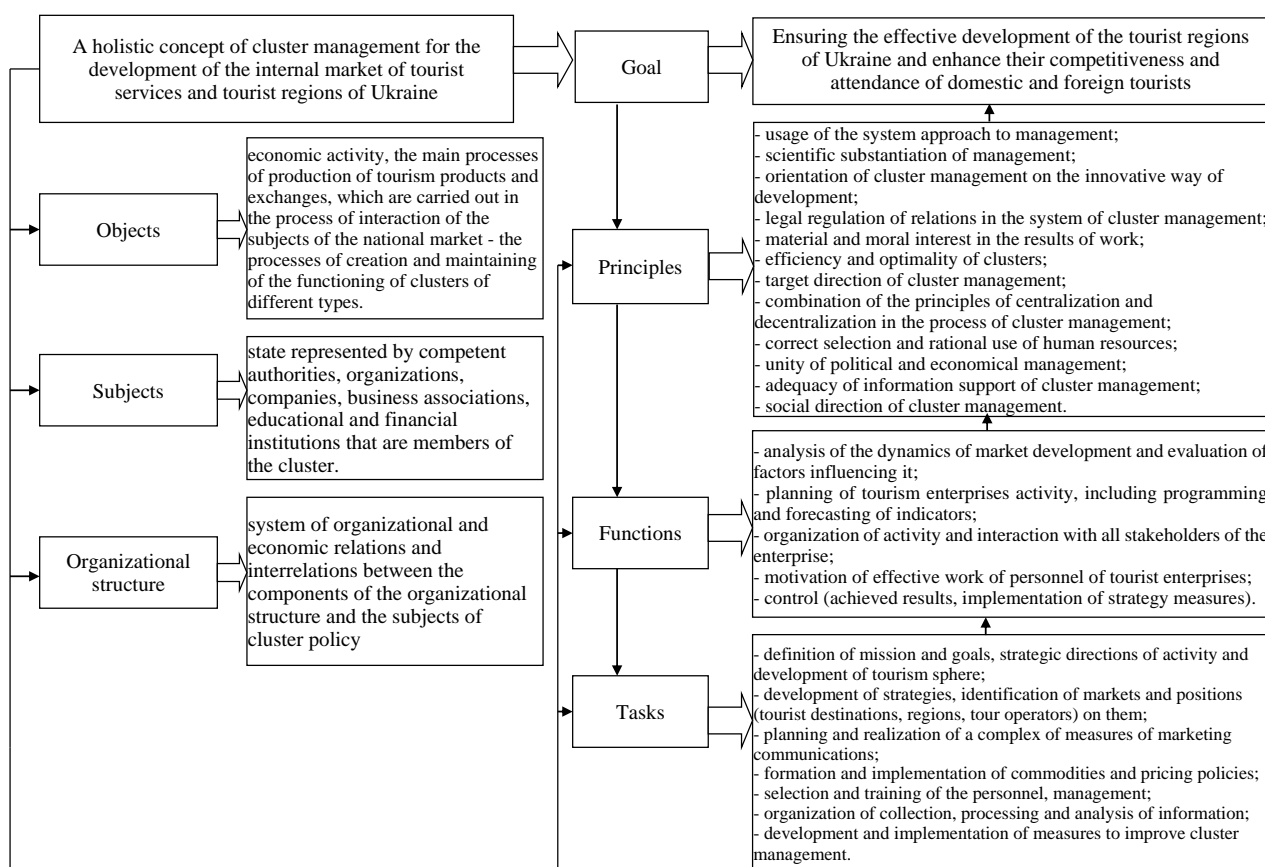 A holistic concept of cluster management for the
development of the internal market of tourist
services and tourist regions of Ukraine
Goal
Ensuring the effective development of the tourist regions
of Ukraine and enhance their competitiveness and
attendance of domestic and foreign tourists
Objects
economic activity, the main processes
of production of tourism products and
exchanges, which are carried out in
the process of interaction of the
subjects of the national market - the
processes of creation and maintaining
of the functioning of clusters of
different types.
Principles
- usage of the system approach to management;
- scientific substantiation of management;
- orientation of cluster management on the innovative way of
development;
- legal regulation of relations in the system of cluster management;
- material and moral interest in the results of work;
- efficiency and optimality of clusters;
- target direction of cluster management;
- combination of the principles of centralization and
decentralization in the process of cluster management;
- correct selection and rational use of human resources;
- unity of political and economical management;
- adequacy of information support of cluster management;
- social direction of cluster management.
Subjects
state represented by competent
authorities, organizations,
companies, business associations,
educational and financial
institutions that are members of
the cluster.
Functions
- analysis of the dynamics of market development and evaluation of
factors influencing it;
- planning of tourism enterprises activity, including programming
and forecasting of indicators;
- organization of activity and interaction with all stakeholders of the
enterprise;
- motivation of effective work of personnel of tourist enterprises;
- control (achieved results, implementation of strategy measures).
Organizational
structure
system of organizational and
economic relations and
interrelations between the
components of the organizational
structure and the subjects of
cluster policy
Tasks
- definition of mission and goals, strategic directions of activity and
development of tourism sphere;
- development of strategies, identification of markets and positions
(tourist destinations, regions, tour operators) on them;
- planning and realization of a complex of measures of marketing
communications;
- formation and implementation of commodities and pricing policies;
- selection and training of the personnel, management;
- organization of collection, processing and analysis of information;
- development and implementation of measures to improve cluster
management.